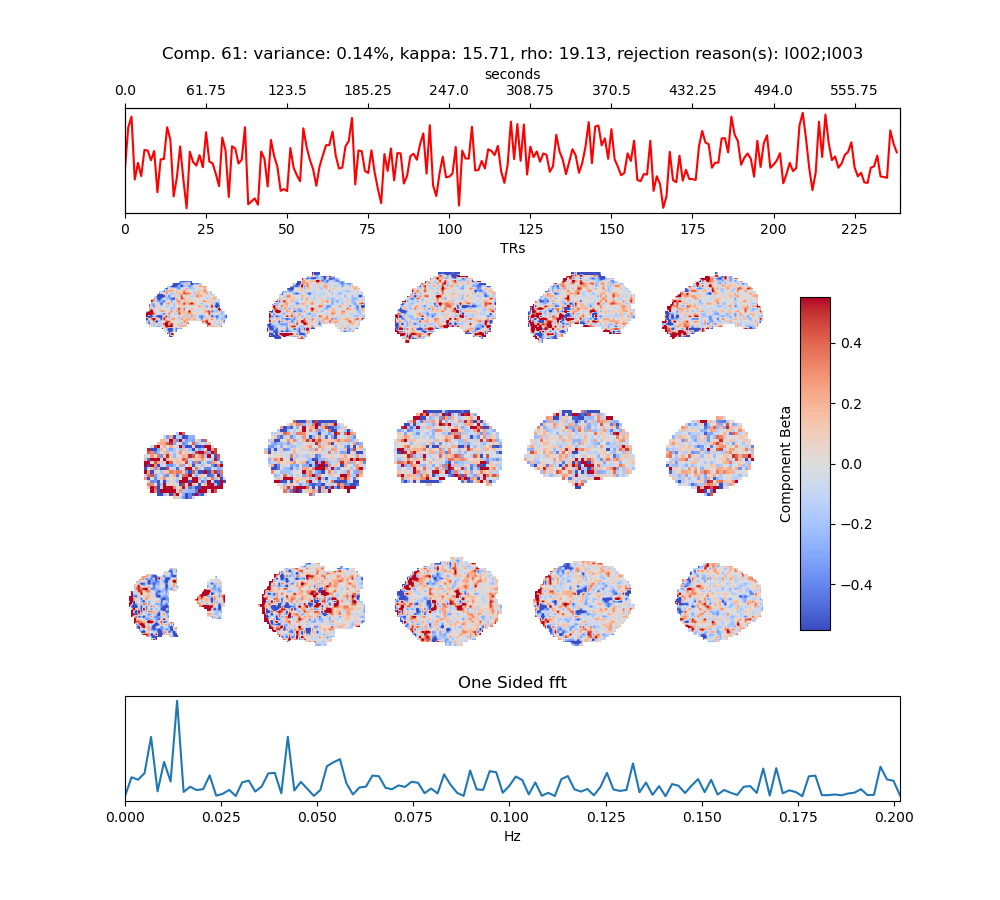 Comp. 61: variance: 0.14%, kappa: 15.71, rho: 19.13, rejection reason(s): I002;I003
seconds
0.0 61.75 123.5 185.25 247.0 308.75 370.5 432.25 494.0 555.75
0 25 50 75 100 125 150 175 200 225
TRs
0.4
0.2
0.0
−0.2
−0.4
Component Beta
One Sided fft
0.000 0.025 0.050 0.075 0.100 0.125 0.150 0.175 0.200
Hz